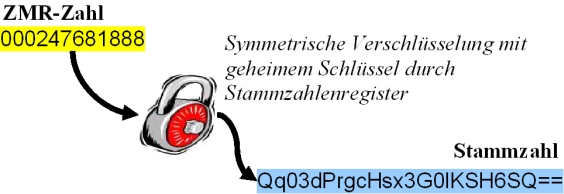 ZMR-Zahl
000247681888
Symmetrische Verschlüsselung mit
geheimem Schlüssel durch
Stammzahlenregister
Stammzahl
Qq03dPrgcHsx3G0lKSH6SQ==